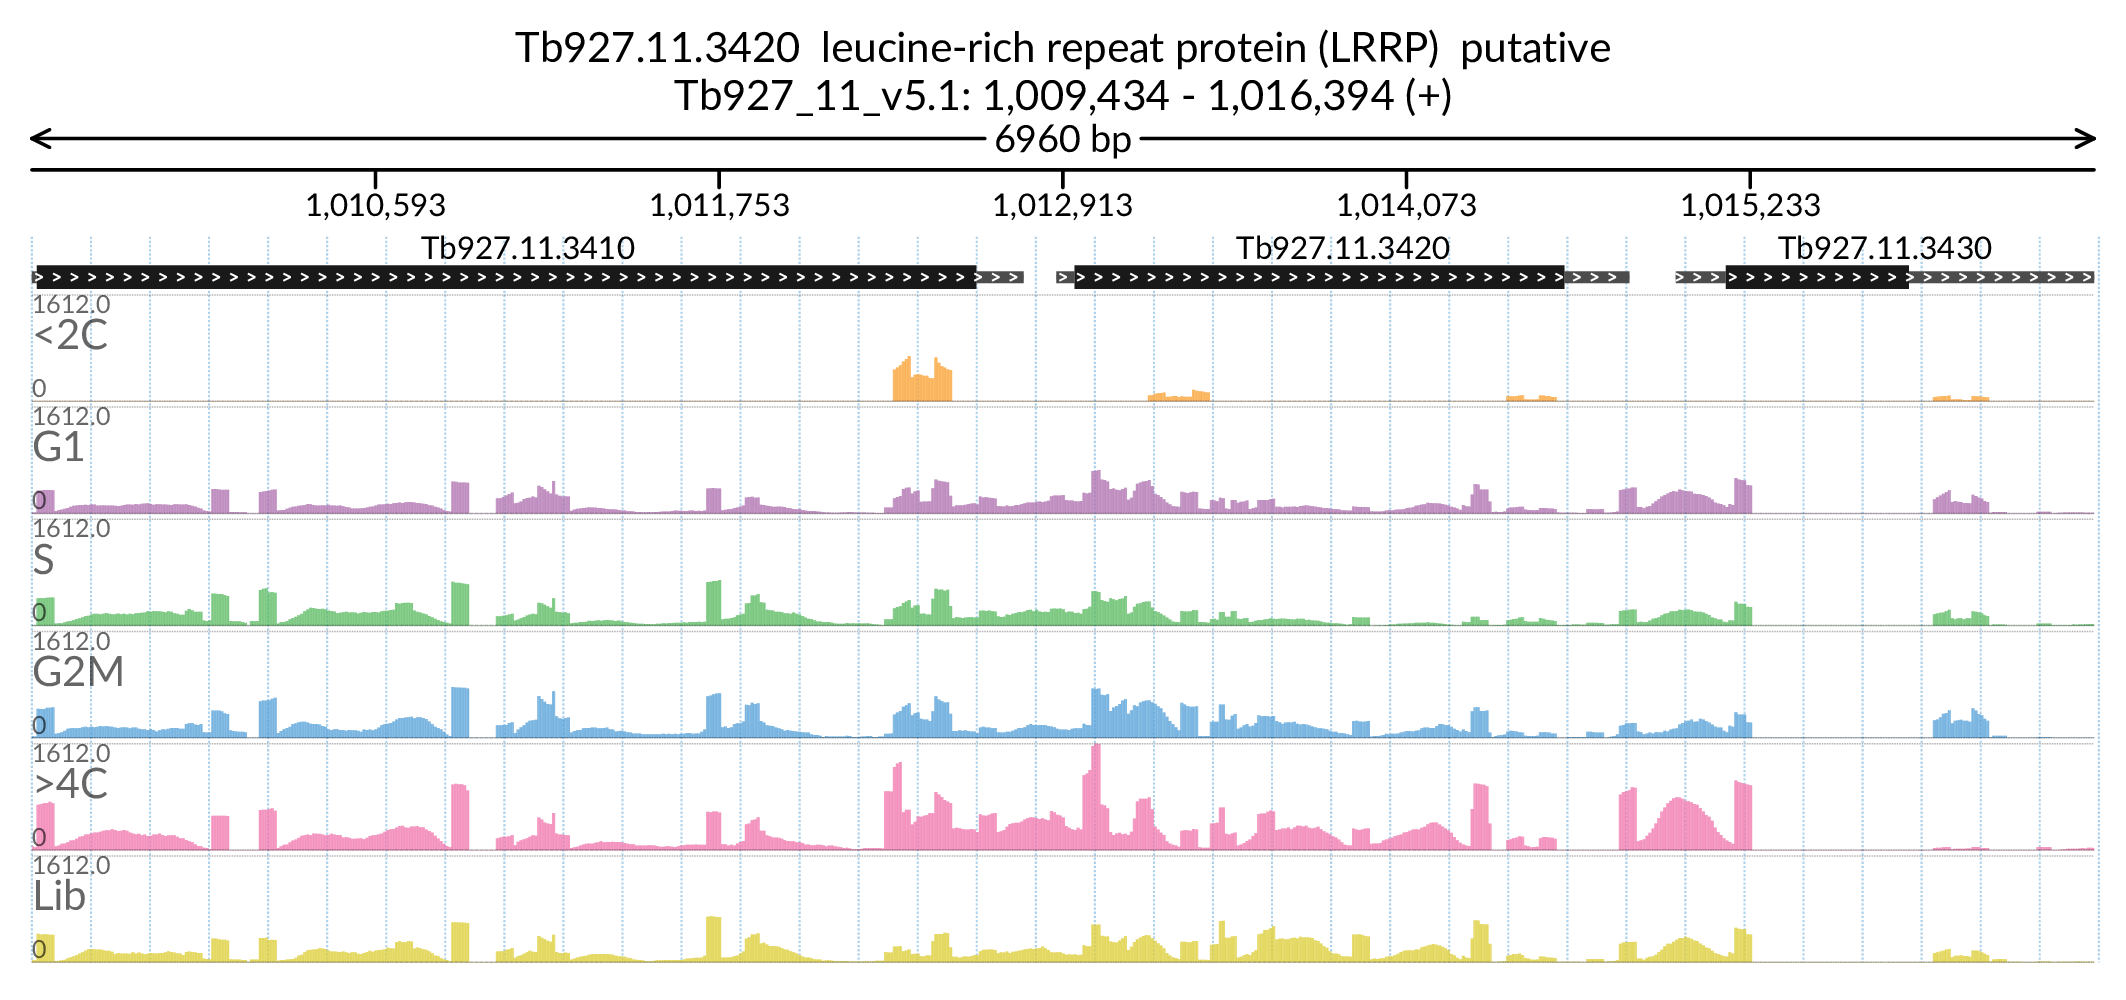 Tb927.11.3420 leucine-rich repeat protein (LRRP) putative
Tb927_11_v5.1: 1,009,434 - 1,016,394 (+)
6960 bp
1,010,593 1,011,753 1,012,913 1,014,073 1,015,233
Tb927.11.3410 Tb927.11.3420 Tb927.11.3430
1612.0
<2C
0
1612.0
G1
0
1612.0
S
0
1612.0
G2M
0
1612.0
>4C
0
1612.0
Lib
0